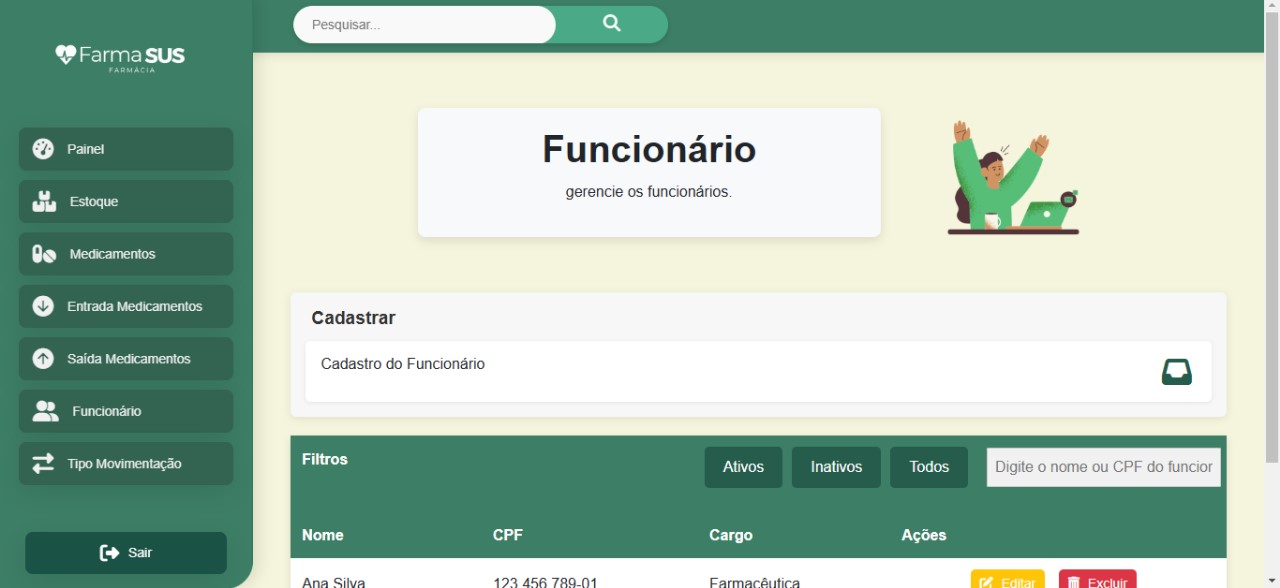 Pesquisar...
Farma SUS
FARMÁCIA
Painel
Estoque
Medicamentos
Entrada Medicamentos
Saída Medicamentos
Funcionário
Tipo Movimentação
Sair
Funcionário
gerencie os funcionários.
Cadastrar
Cadastro do Funcionário
Filtros
Ativos Inativos Todos Digite o nome ou CPF do funcior
Nome CPF Cargo Ações
Ana Silva 123.456.789-01 Farmacêutica Editar Excluir